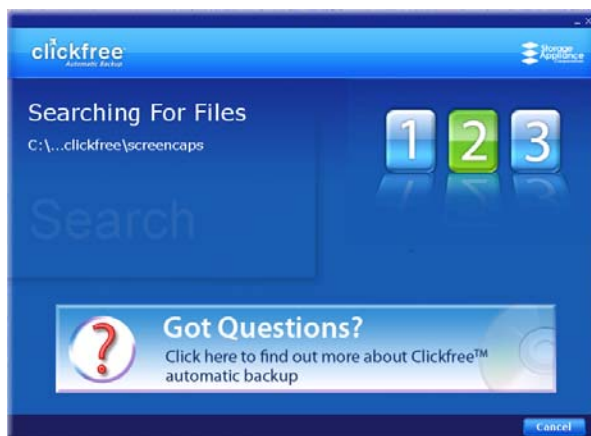 clickfree
Automatic Backup
Storage
Appliance
Corporation
Searching For Files
C:\...clickfree\screencaps
1 2 3
Search
?
Got Questions?
Click here to find out more about Clickfree™
automatic backup
Cancel